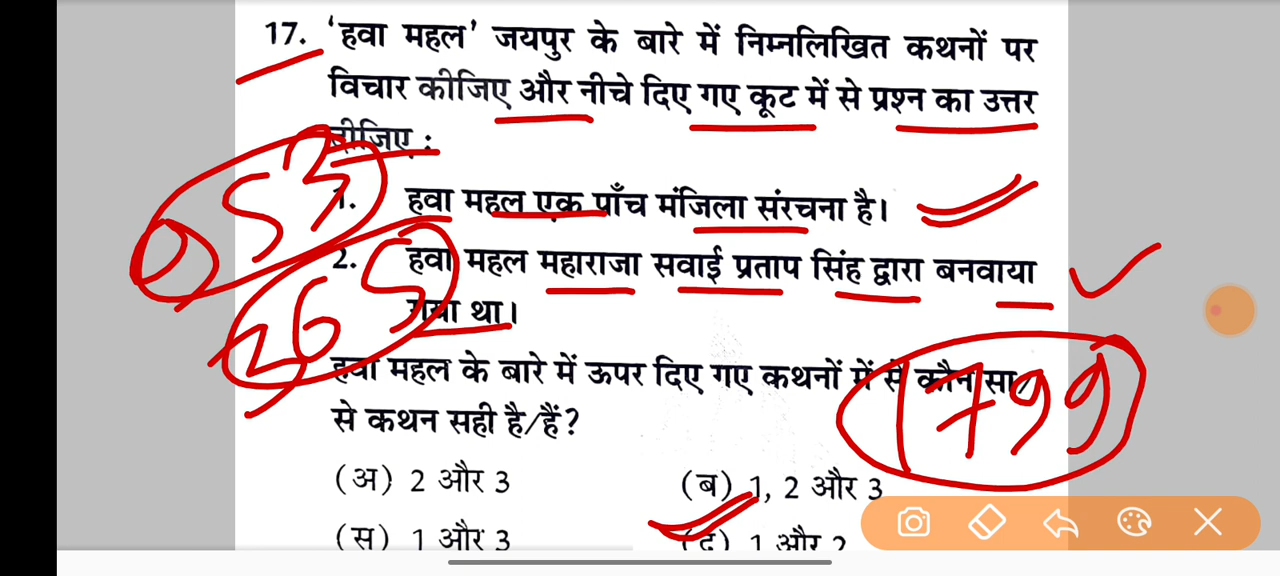 17. 'हवा महल' जयपुर के बारे में निम्नलिखित कथनों पर
विचार कीजिए और नीचे दिए गए कूट में से प्रश्न का उत्तर
दीजिए :
1. हवा महल एक पाँच मंजिला संरचना है।
953
2. हवा महल महाराजा सवाई प्रताप सिंह द्वारा बनवाया
गया था।
365
हवा महल के बारे में ऊपर दिए गए कथनों में से कौन सा/
1799
से कथन सही है/हैं?
(अ) 2 और 3 (ब) 1, 2 और 3
(स) 1 और 3 (द) 1 और 2